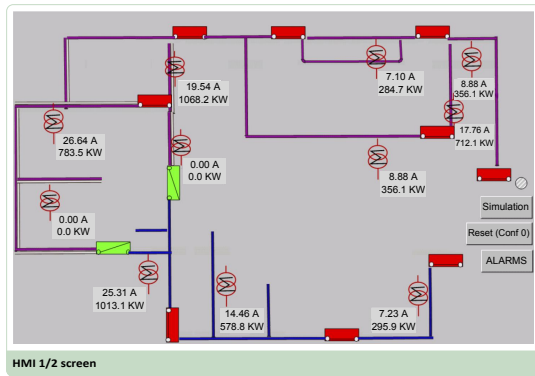 19.54 A
1068.2 KW
7.10 A
284.7 KW
8.88 A
356.1 KW
17.76 A
712.1 KW
26.64 A
783.5 KW
0.00 A
0.0 KW
8.88 A
356.1 KW
0.00 A
0.0 KW
Simulation
Reset (Conf 0)
ALARMS
25.31 A
1013.1 KW
14.46 A
578.8 KW
7.23 A
295.9 KW
HMI 1/2 screen